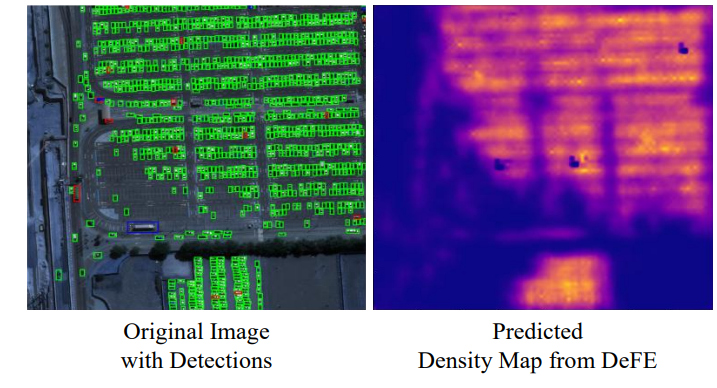 Original Image
with Detections
Predicted
Density Map from DeFE